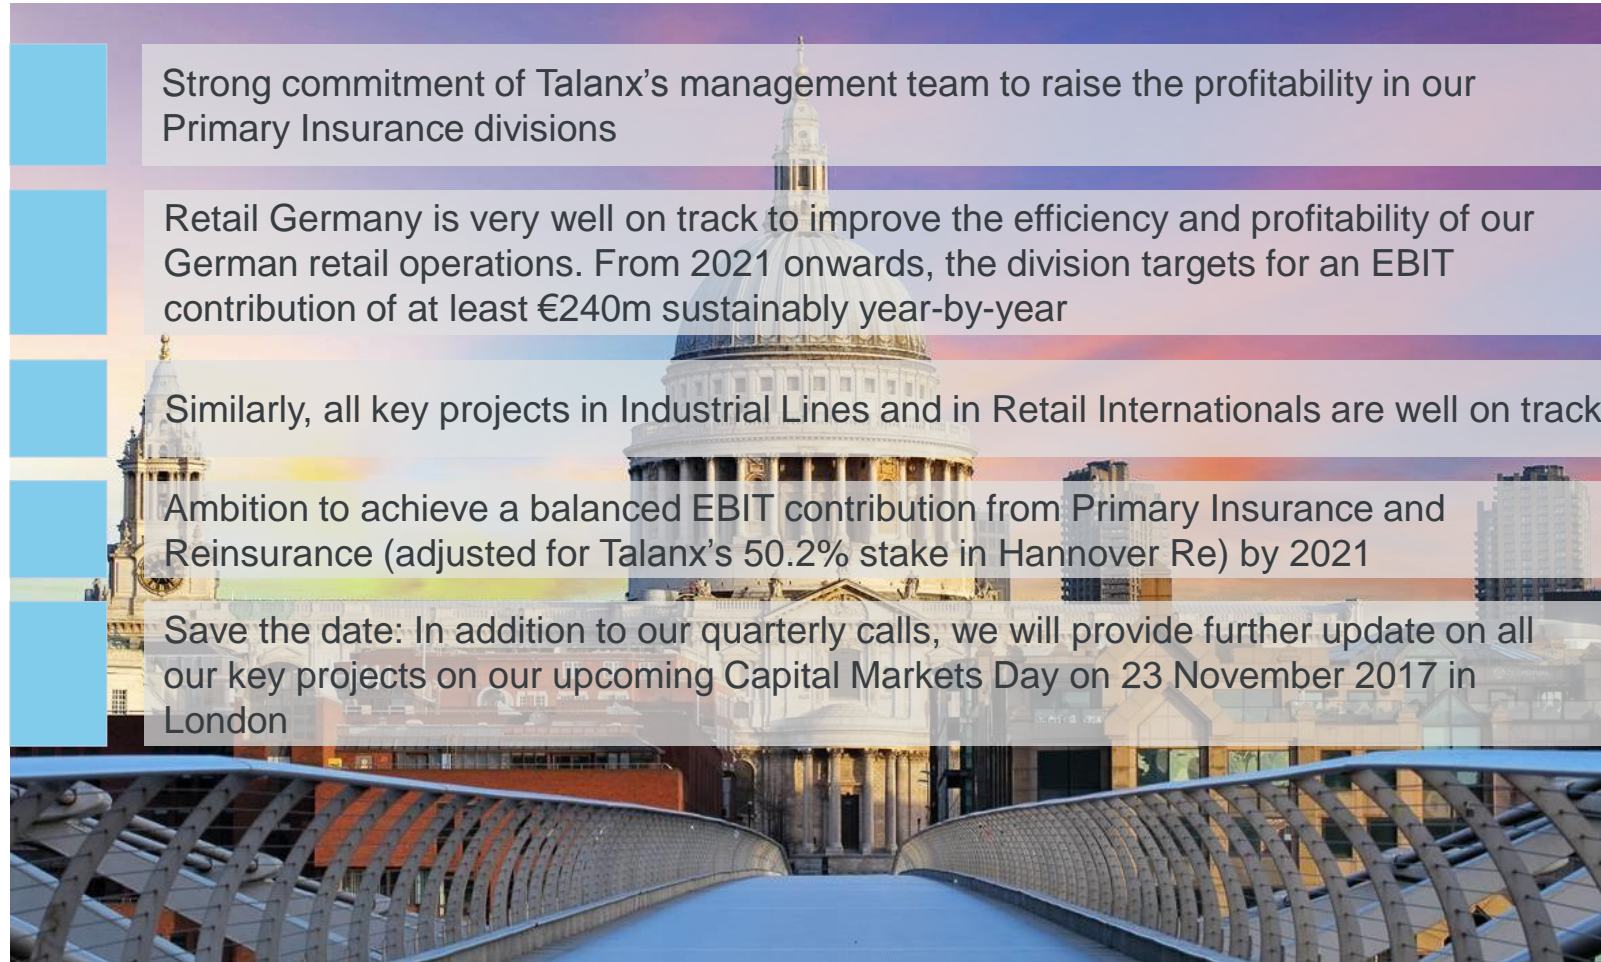 Strong commitment of Talanx’s management team to raise the profitability in our
Primary Insurance divisions
Retail Germany is very well on track to improve the efficiency and profitability of our
German retail operations. From 2021 onwards, the division targets for an EBIT
contribution of at least €240m sustainably year-by-year
Similarly, all key projects in Industrial Lines and in Retail Internationals are well on track
Ambition to achieve a balanced EBIT contribution from Primary Insurance and
Reinsurance (adjusted for Talanx’s 50.2% stake in Hannover Re) by 2021
Save the date: In addition to our quarterly calls, we will provide further update on all
our key projects on our upcoming Capital Markets Day on 23 November 2017 in
London